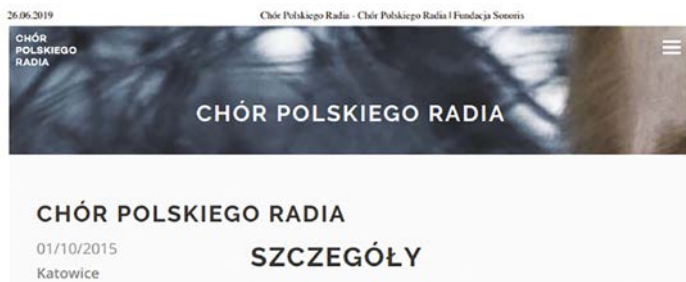 26.06.2019 Chór Polskiego Radia - Chór Polskiego Radia | Fundacja Sonoris
CHÓR
POLSKIEGO
RADIA
CHÓR POLSKIEGO RADIA
CHÓR POLSKIEGO RADIA
01/10/2015
SZCZEGÓŁY
Katowice